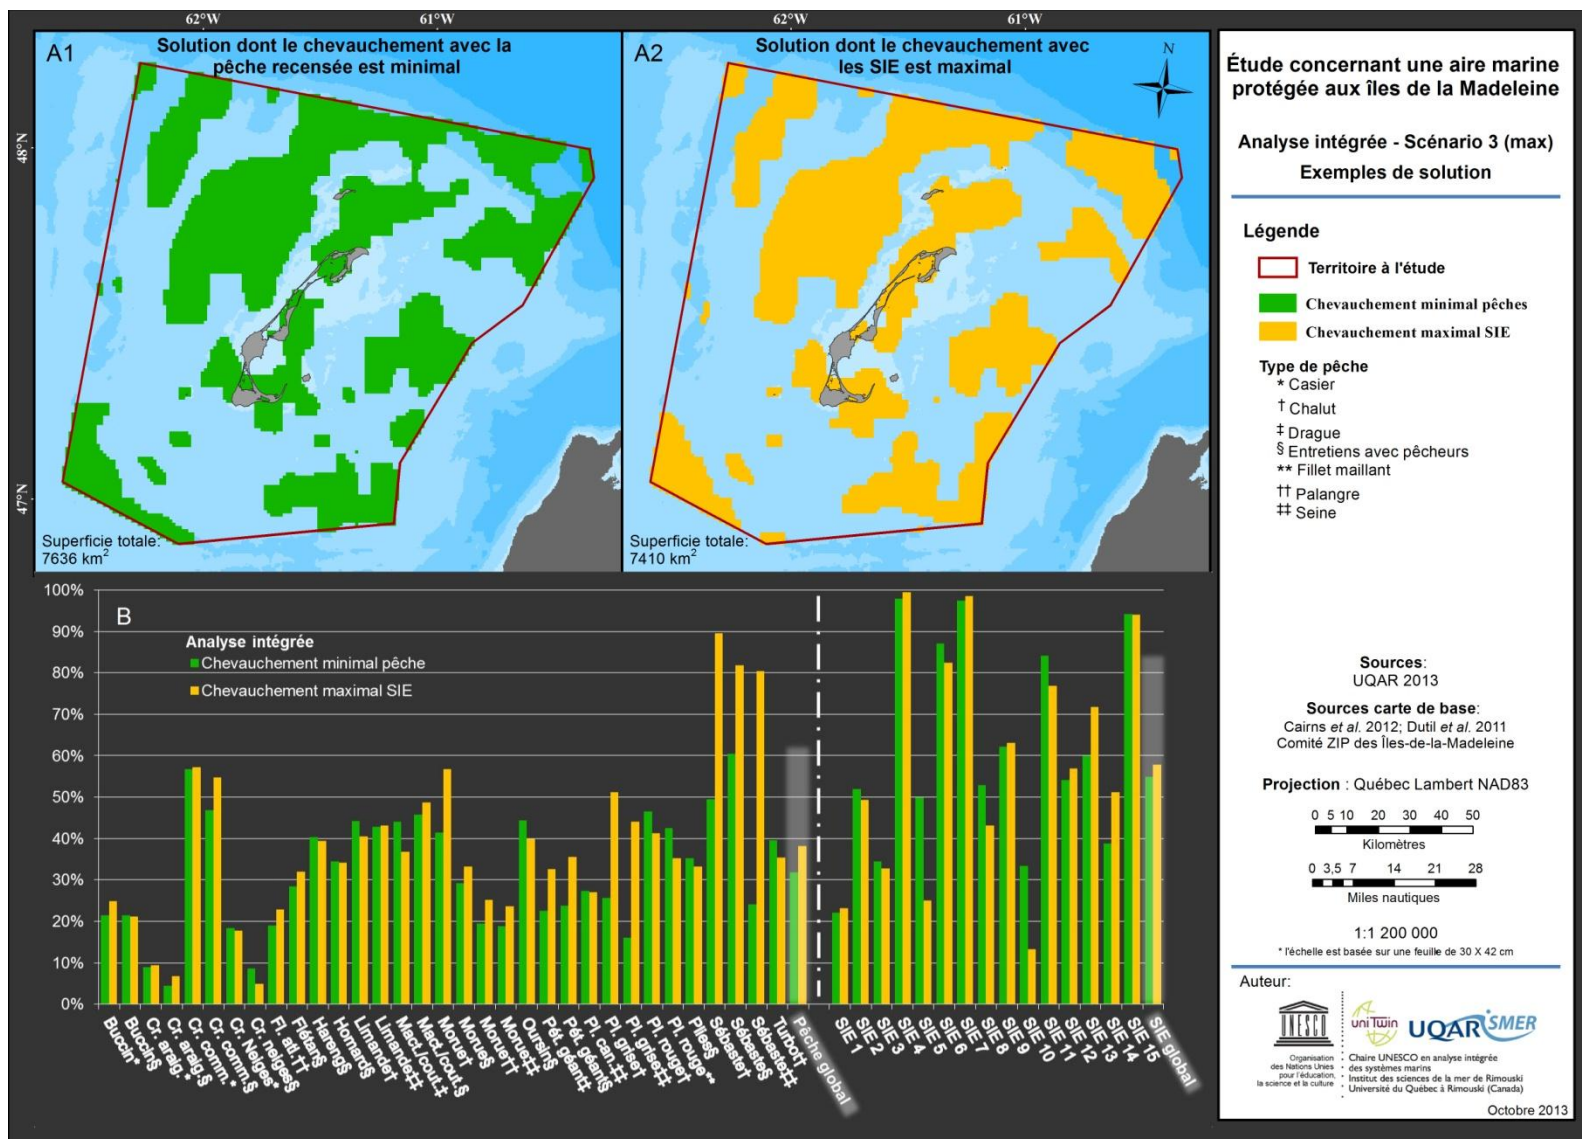 62°W
61°W
62°W
61°W
48°N
47°N
A1
Solution dont le chevauchement avec la
pêche recensée est minimal
Superficie totale:
7636 km²
A2
Solution dont le chevauchement avec
les SIE est maximal
N
Superficie totale:
7410 km²
100%
90%
80%
70%
60%
50%
40%
30%
20%
10%
0%
B
Analyse intégrée
Chevauchement minimal pêche
Chevauchement maximal SIE
Buccin*
Buccin§
Cr. araig.*
Cr. araig.§
Cr. comm.*
Cr. comm.§
Cr. Neiges*
Cr. neiges§
Fl. atl.††
Flétan§
Hareng§
Homard§
Limande†
Limande‡‡
Mact./cout.‡
Mact./cout.§
Morue†
Morue§
Morue††
Morue‡‡
Oursin§
Pét. géant‡
Pét. géant§
Pl. can.‡‡
Pl. grise†
Pl. grise‡‡
Pl. rouge†
Pl. rouge**
Plies§
Sébaste†
Sébaste§
Sébaste‡‡
Turbot†
Pêche global
SIE 1
SIE 2
SIE 3
SIE 4
SIE 5
SIE 6
SIE 7
SIE 8
SIE 9
SIE 10
SIE 11
SIE 12
SIE 13
SIE 14
SIE 15
SIE global
Étude concernant une aire marine
protégée aux îles de la Madeleine
Analyse intégrée - Scénario 3 (max)
Exemples de solution
Légende
Territoire à l'étude
Chevauchement minimal pêches
Chevauchement maximal SIE
Type de pêche
* Casier
† Chalut
‡ Drague
§ Entretiens avec pêcheurs
** Fillet maillant
†† Palangre
‡‡ Seine
Sources:
UQAR 2013
Sources carte de base:
Cairns et al. 2012; Dutil et al. 2011
Comité ZIP des Îles-de-la-Madeleine
Projection : Québec Lambert NAD83
0 5 10 20 30 40 50
Kilomètres
0 3,5 7 14 21 28
Miles nautiques
1:1 200 000
* l'échelle est basée sur une feuille de 30 X 42 cm
Auteur:
UNESCO
uniTwin
UQAR
SMER
Organisation
des Nations Unies
pour l'éducation,
la science et la culture
Chaire UNESCO en analyse intégrée
des systèmes marins
Institut des sciences de la mer de Rimouski
Université du Québec à Rimouski (Canada)
Octobre 2013